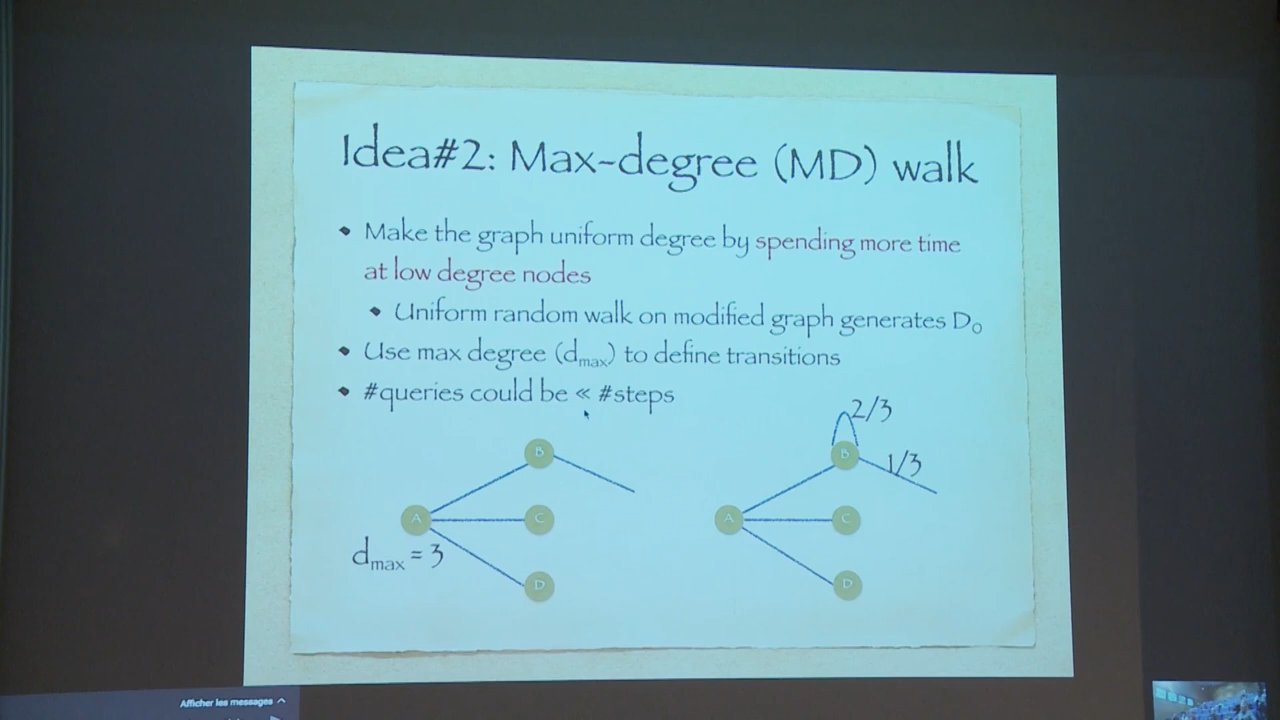 Idea#2: Max-degree (MD) walk
Make the graph uniform degree by spending more time
at low degree nodes
Uniform random walk on modified graph generates D₀
Use max degree (dmax) to define transitions
#queries could be ≪ #steps
2/3
B
B
1/3
A
C
A
C
dmax = 3
D
D
Afficher les messages